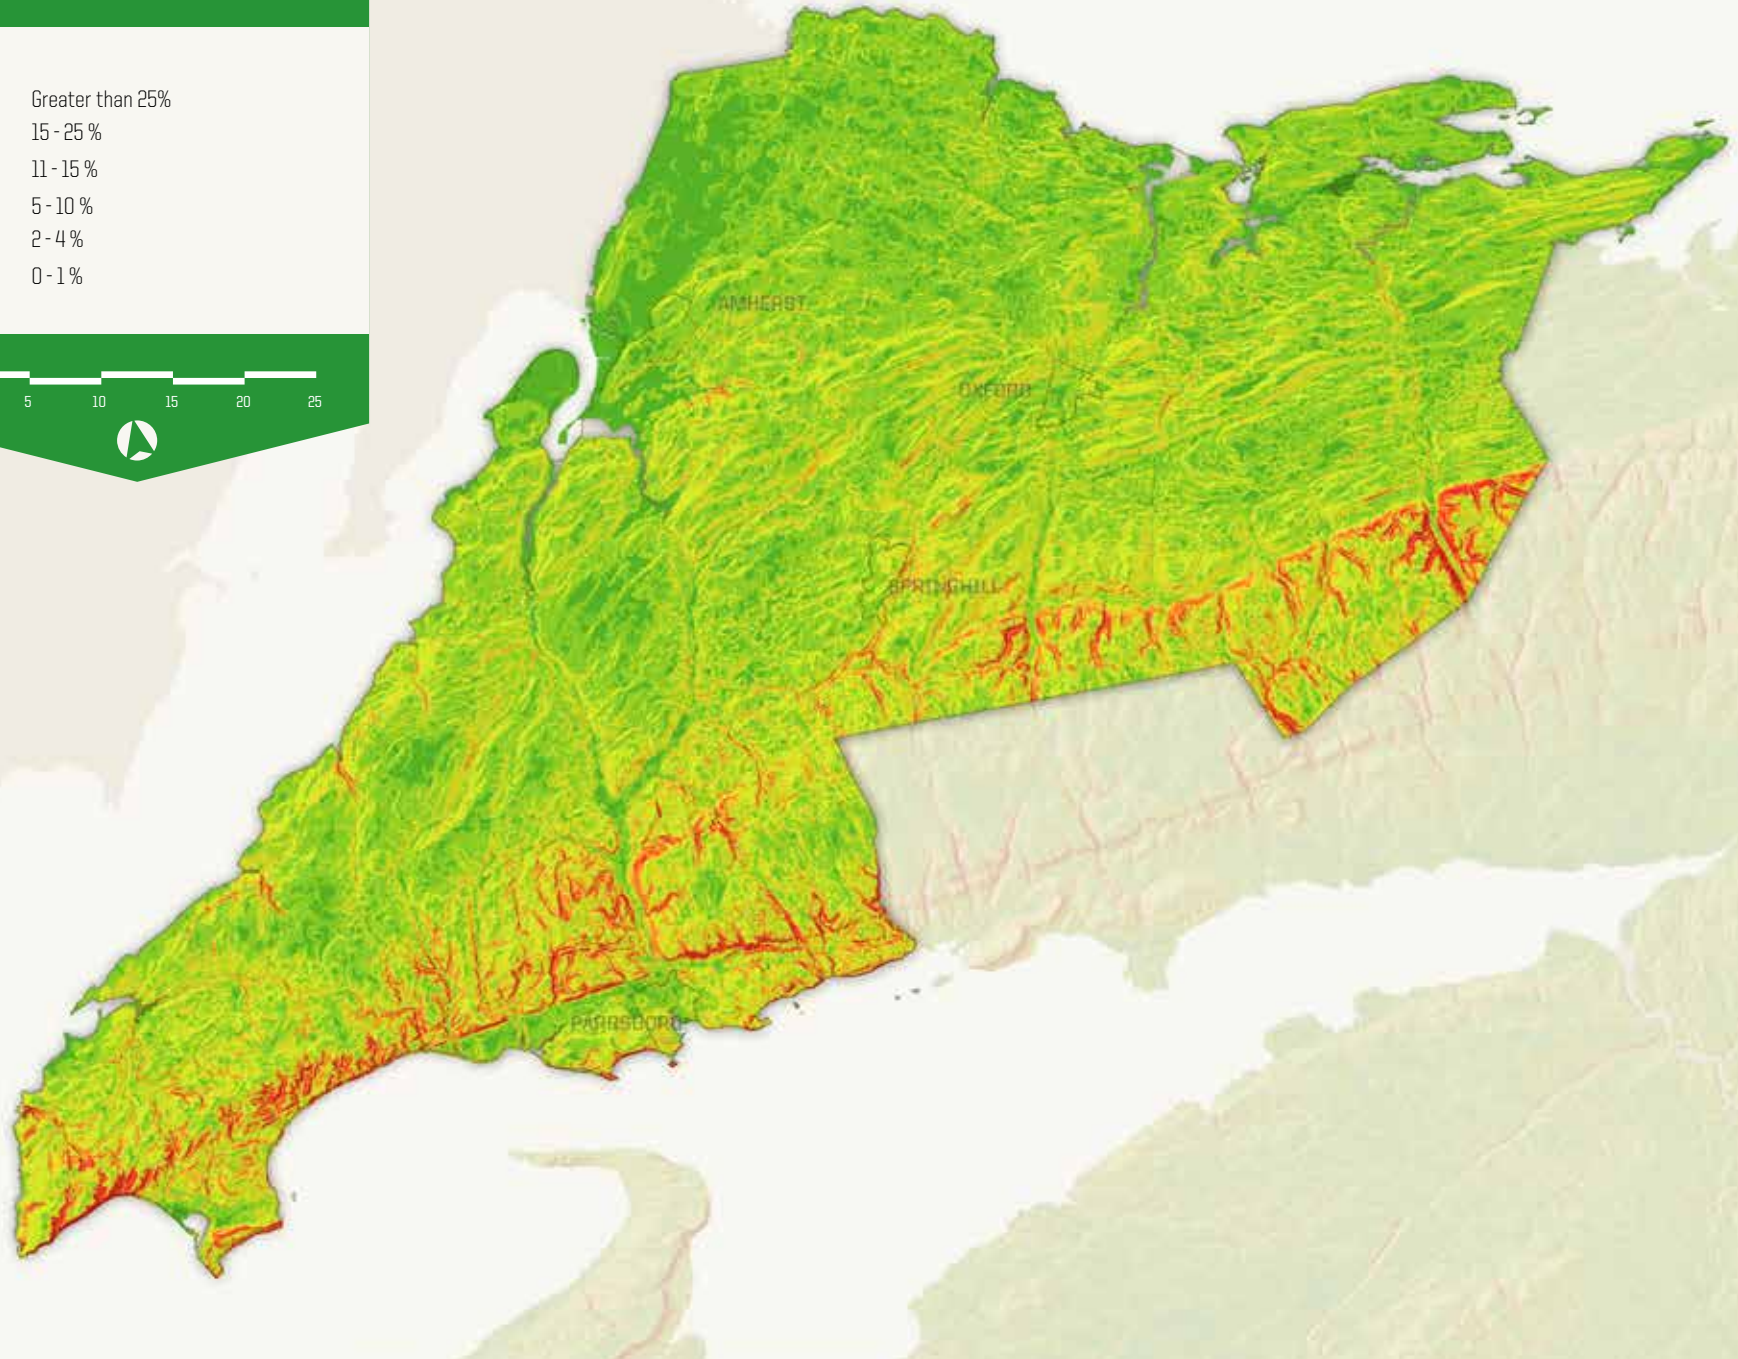 Greater than 25%
15 - 25 %
11 - 15 %
5 - 10 %
2 - 4 %
0 - 1 %
5 10 15 20 25
AMHERST
OXFORD
SPRINGHILL
PARRSBORO